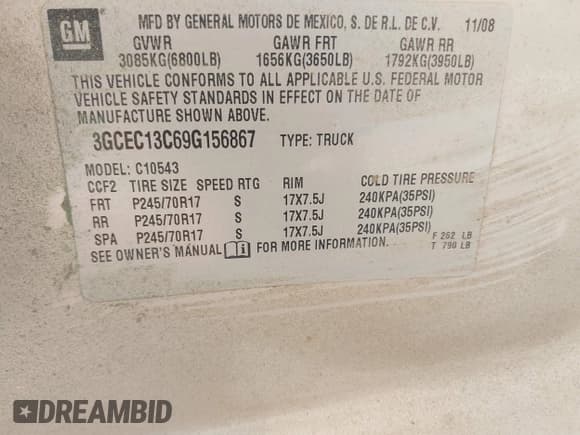 GM
MFD BY GENERAL MOTORS DE MEXICO, S. DE R.L. DE C.V. 11/08
GVWR GAWR FRT GAWR RR
3085KG(6800LB) 1656KG(3650LB) 1792KG(3950LB)
THIS VEHICLE CONFORMS TO ALL APPLICABLE U.S. FEDERAL MOTOR
VEHICLE SAFETY STANDARDS IN EFFECT ON THE DATE OF
MANUFACTURE SHOWN ABOVE.
3GCEC13C69G156867 TYPE: TRUCK
MODEL: C10543
CCF2 TIRE SIZE SPEED RTG RIM COLD TIRE PRESSURE
FRT P245/70R17 S 17X7.5J 240KPA(35PSI)
RR P245/70R17 S 17X7.5J 240KPA(35PSI)
SPA P245/70R17 S 17X7.5J 240KPA(35PSI)
F 262 LB
SEE OWNER'S MANUAL FOR MORE INFORMATION.
T 790 LB
DREAMBID